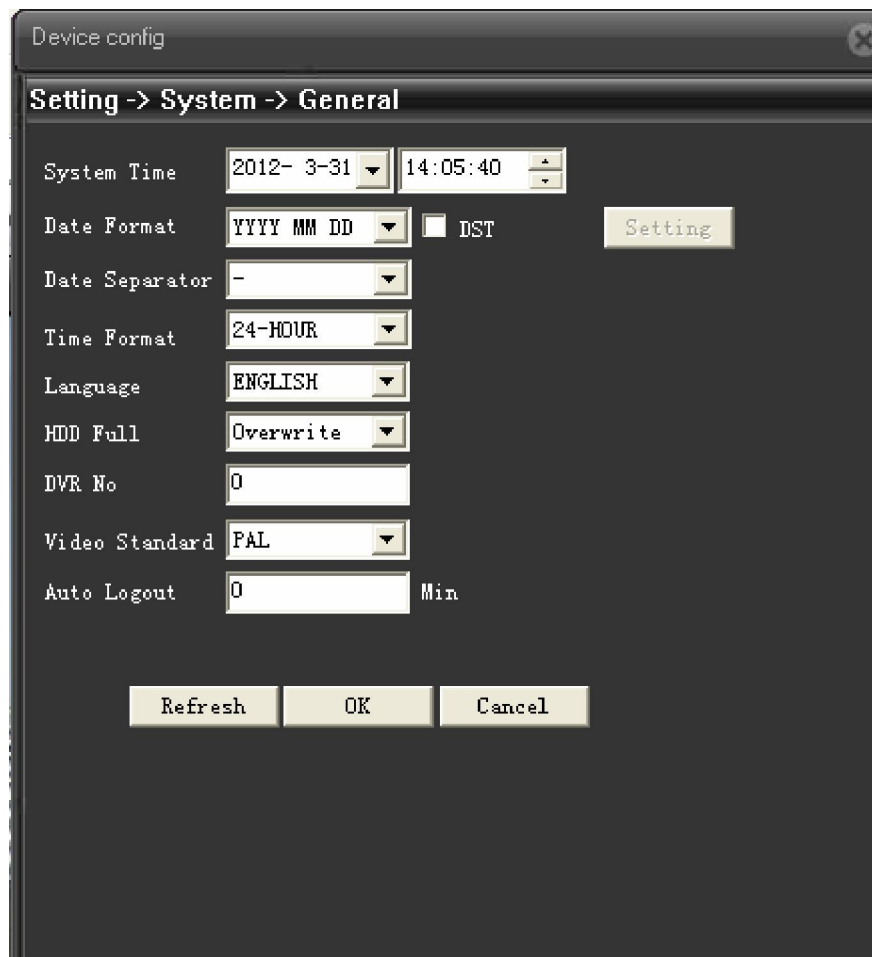 Device config
Setting -> System -> General
System Time 2012- 3-31 14:05:40
Date Format YYYY MM DD DST Setting
Date Separator -
Time Format 24-HOUR
Language ENGLISH
HDD Full Overwrite
DVR No 0
Video Standard PAL
Auto Logout 0 Min
Refresh OK Cancel